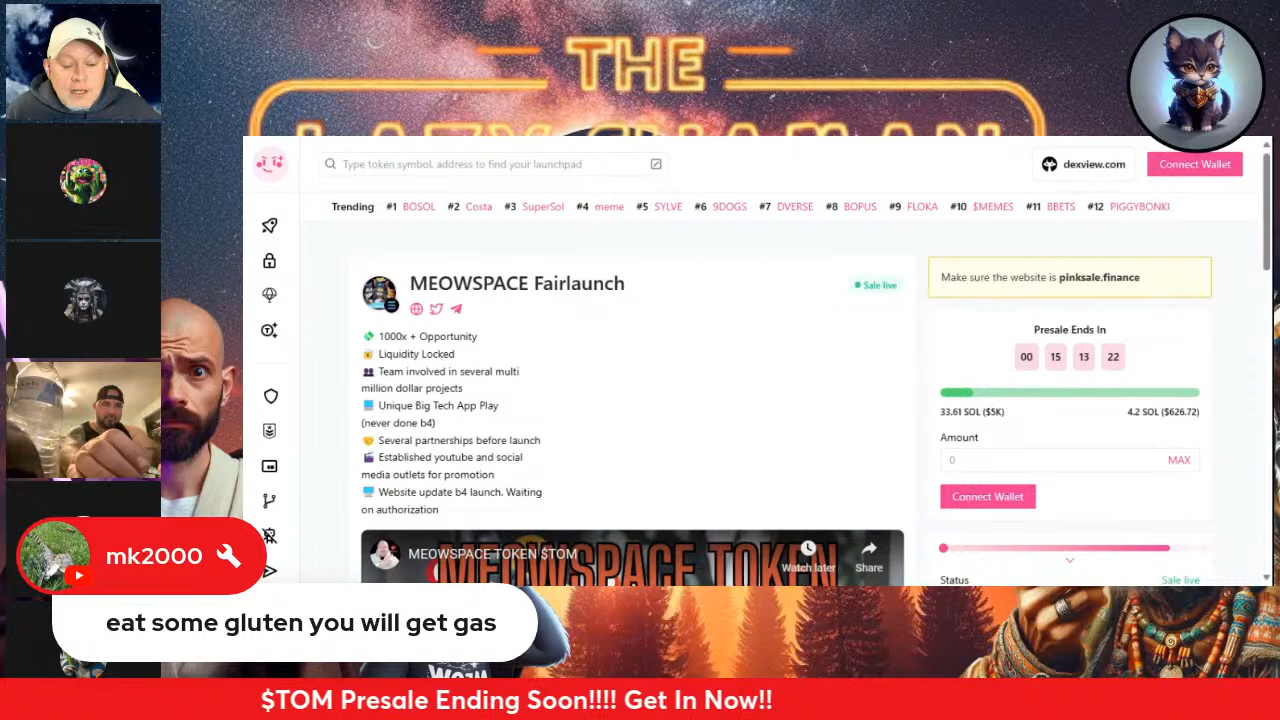 THE
LAZY SHAMAN
Type token symbol, address to find your launchpad
dexview.com
Connect Wallet
Trending #1 BOSOL #2 Costa #3 SuperSol #4 meme #5 SYLVE #6 9DOGS #7 DVERSE #8 BOPUS #9 FLOKA #10 $MEMES #11 BBETS #12 PIGGYBONKI
MEOWSPACE Fairlaunch
Sale live
1000x + Opportunity
Liquidity Locked
Team involved in several multi
million dollar projects
Unique Big Tech App Play
(never done b4)
Several partnerships before launch
Established youtube and social
media outlets for promotion
Website update b4 launch. Waiting
on authorization
MEOWSPACE TOKEN $TOM
MEOWSPACE TOKEN
Watch later
Share
Make sure the website is pinksale.finance
Presale Ends In
00 15 13 22
33.61 SOL ($5K) 4.2 SOL ($626.72)
Amount
0 MAX
Connect Wallet
Status Sale live
mk2000
eat some gluten you will get gas
$TOM Presale Ending Soon!!!! Get In Now!!